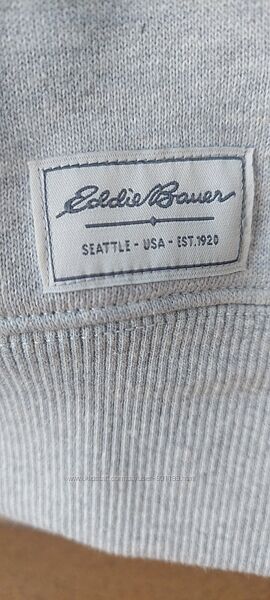 Eddie Bauer
SEATTLE - USA - EST.1920